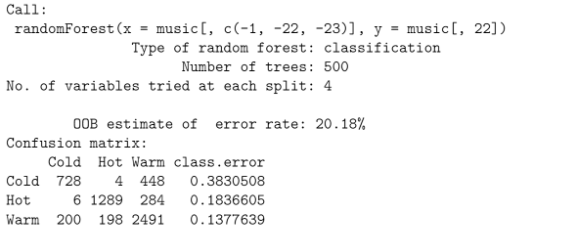 Call:
randomForest(x = music[, c(-1, -22, -23)], y = music[, 22])
Type of random forest: classification
Number of trees: 500
No. of variables tried at each split: 4
OOB estimate of  error rate: 20.18%
Confusion matrix:
Cold  Hot Warm class.error
Cold  728    4  448   0.3830508
Hot     6 1289  284   0.1836605
Warm  200  198 2491   0.1377639